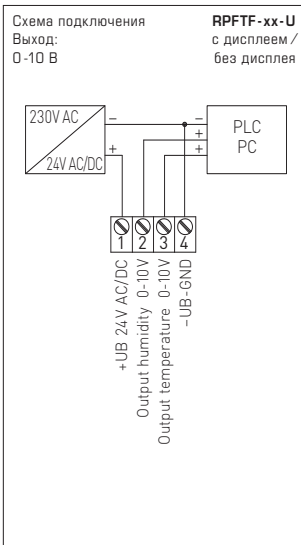 Схема подключения
Выход:
0-10 В
RPFTF-xx-U
с дисплеем /
без дисплея
230V AC
24V AC/DC
–
+
–
+
+
PLC
PC
1 2 3 4
+UB 24V AC/DC
Output humidity 0-10V
Output temperature 0-10V
–UB-GND